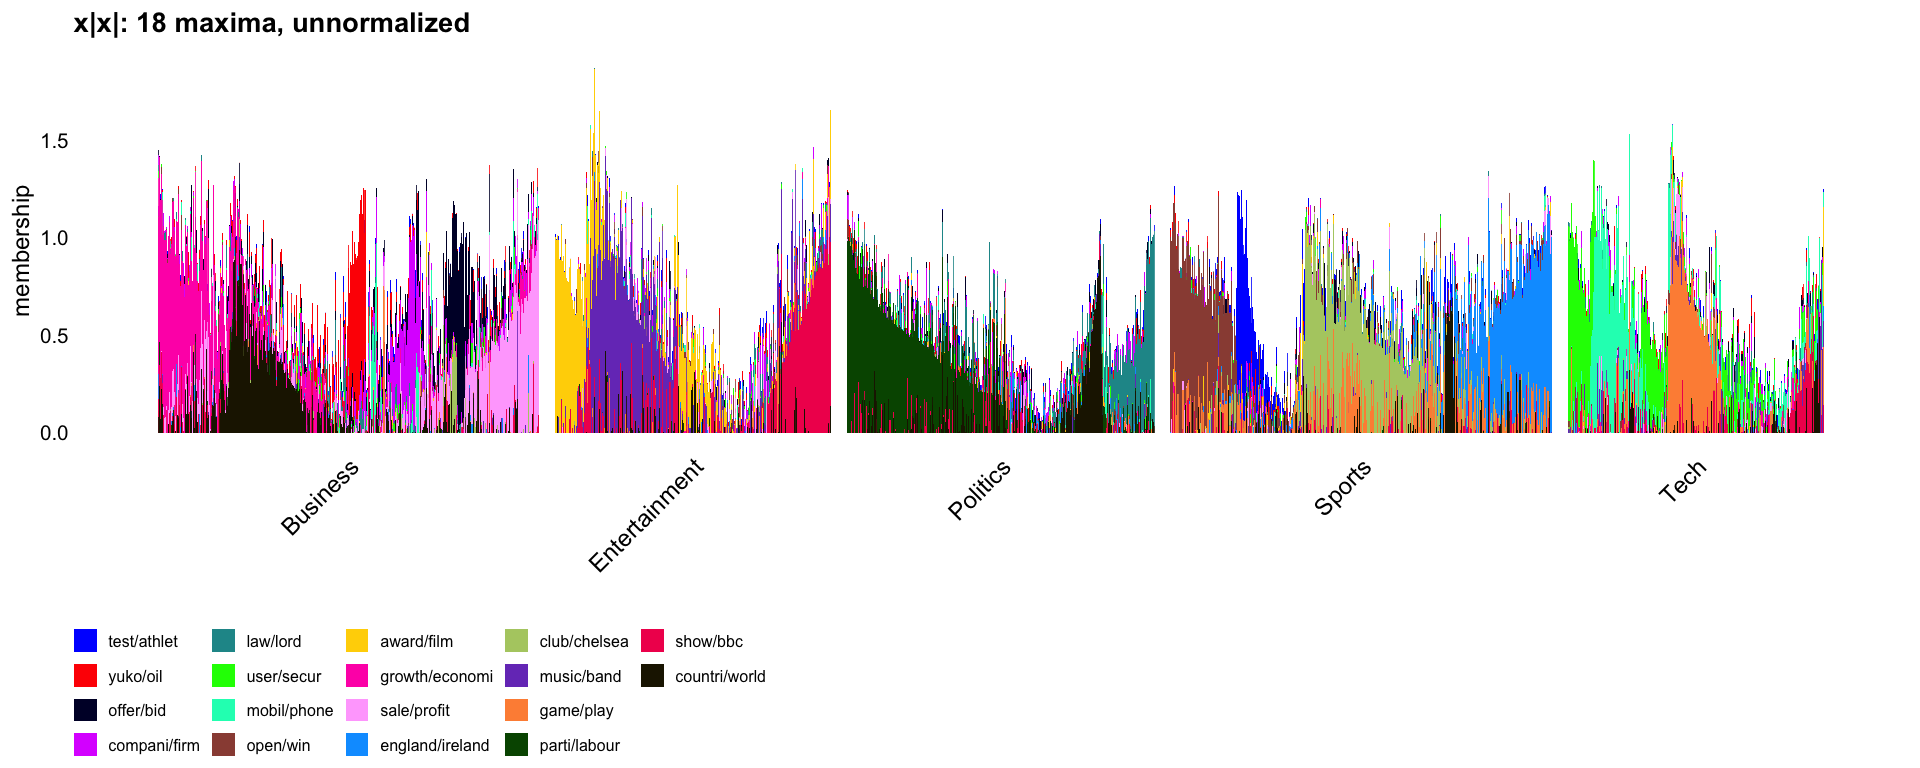 x|x|: 18 maxima, unnormalized
membership
1.5
1.0
0.5
0.0
Business
Entertainment
Politics
Sports
Tech
test/athlet law/lord award/film club/chelsea show/bbc
yuko/oil user/secur growth/economi music/band countri/world
offer/bid mobil/phone sale/profit game/play
compani/firm open/win england/ireland parti/labour